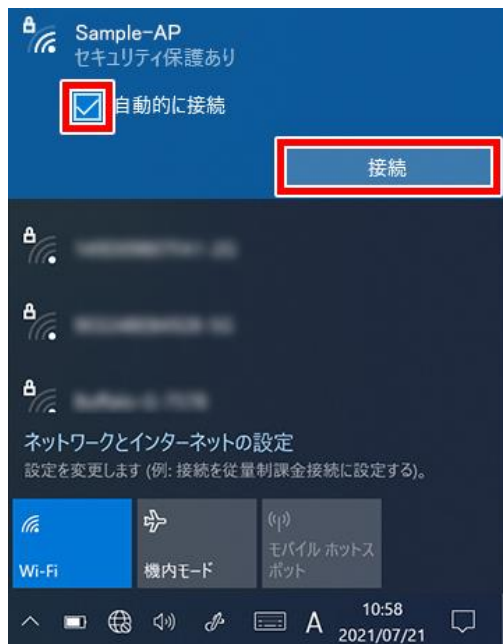 Sample-AP
セキュリティ保護あり
自動的に接続
接続
ネットワークとインターネットの設定
設定を変更します (例: 接続を従量制課金接続に設定する)。
Wi-Fi
機内モード
モバイル ホットス
ポット
A
10:58
2021/07/21